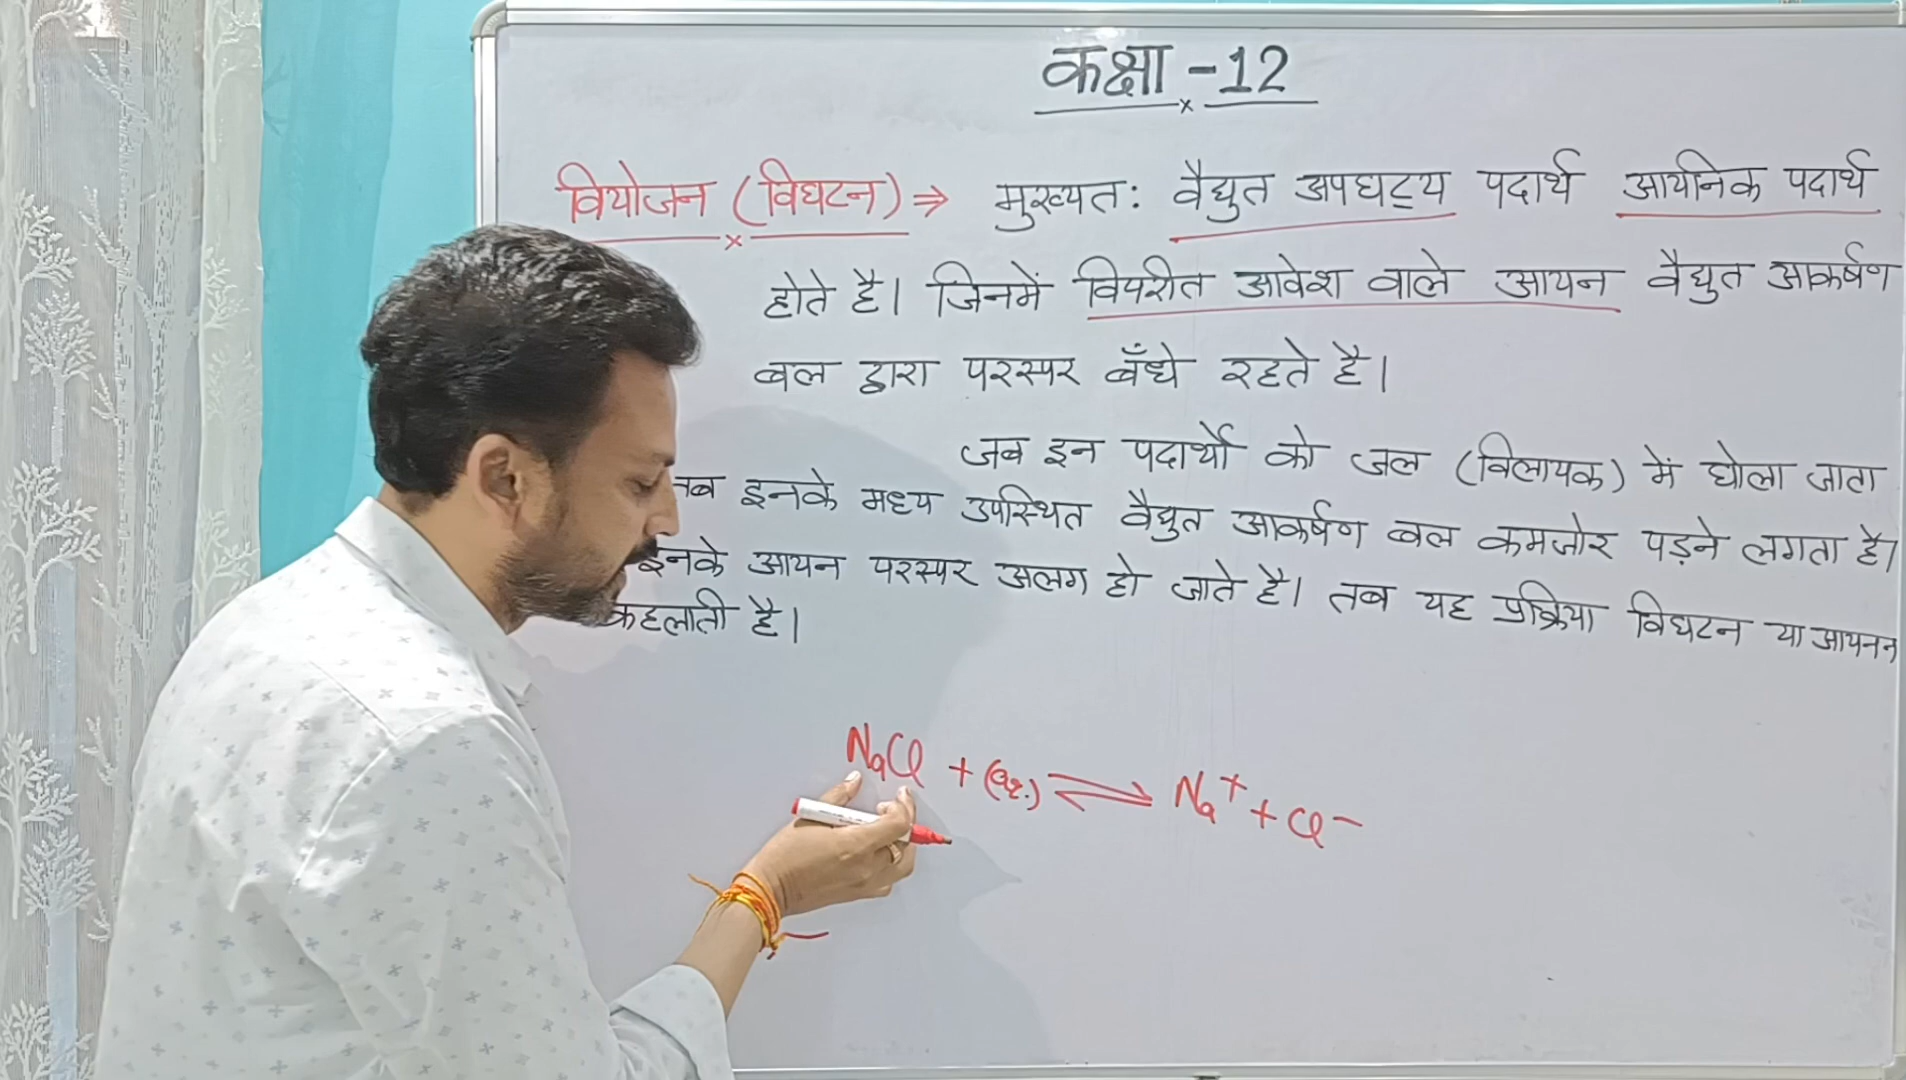 कक्षा - 12
वियोजन (विघटन) ⇒ मुख्यत: वैद्युत अपघट्य पदार्थ आयनिक पदार्थ
होते है। जिनमें विपरीत आवेश वाले आयन वैद्युत आकर्षण
बल द्वारा परस्पर बँधे रहते है।
जब इन पदार्थों को जल (विलायक) में घोला जाता
तब इनके मध्य उपस्थित वैद्युत आकर्षण बल कमजोर पड़ने लगता है।
इनके आयन परस्पर अलग हो जाते है। तब यह प्रक्रिया विघटन या आयनन
कहलाती है।
NaCl + (aq.) ⇌ Na⁺ + Cl⁻